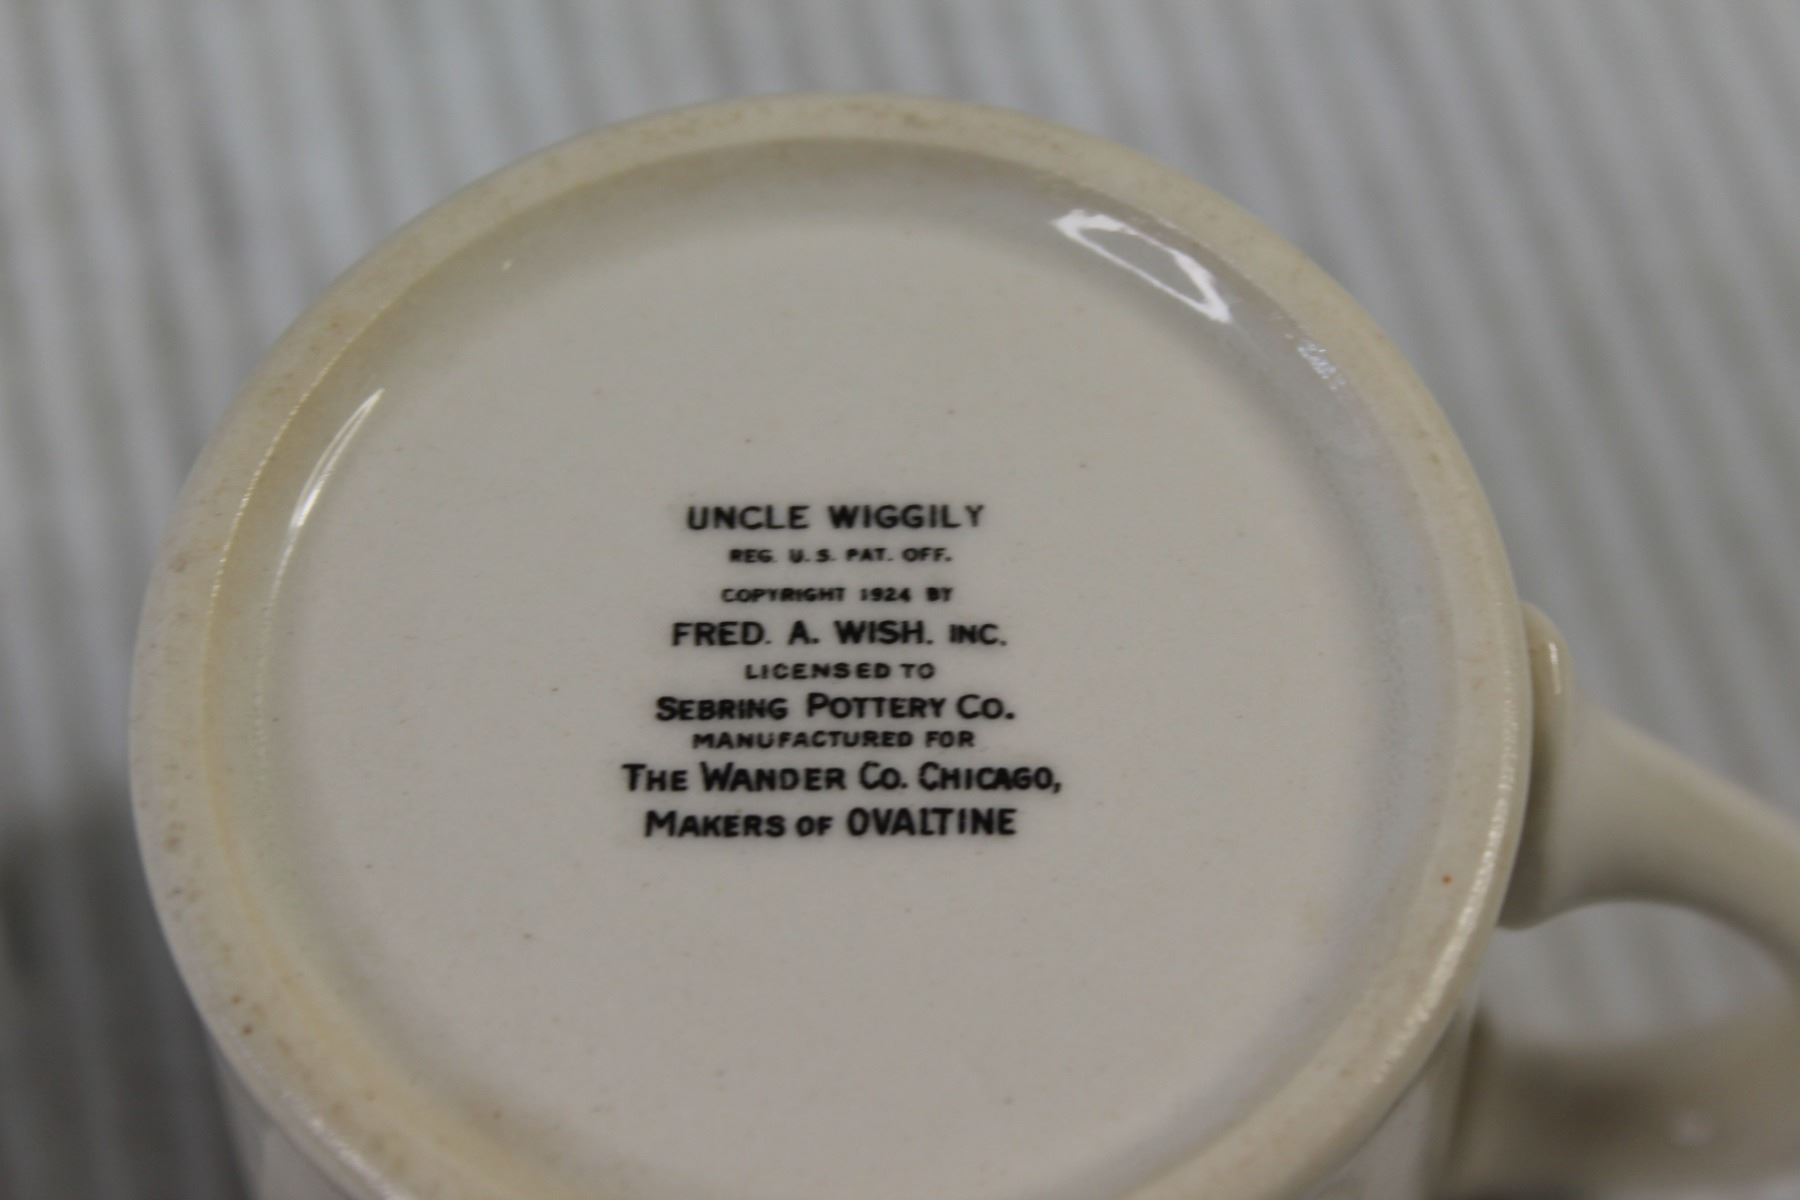 UNCLE WIGGILY
REG. U.S. PAT. OFF.
COPYRIGHT 1924 BY
FRED. A. WISH. INC.
LICENSED TO
SEBRING POTTERY CO.
MANUFACTURED FOR
THE WANDER CO. CHICAGO,
MAKERS OF OVALTINE